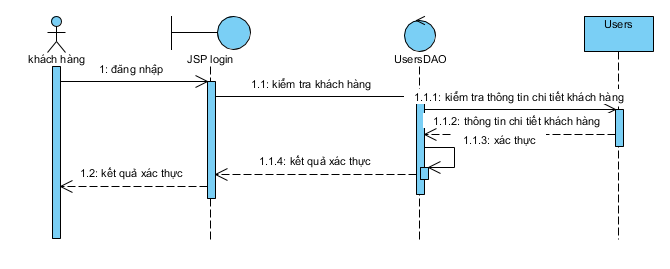 khách hàng
JSP login
UsersDAO
Users
1: đăng nhập
1.1: kiểm tra khách hàng
1.1.1: kiểm tra thông tin chi tiết khách hàng
1.1.2: thông tin chi tiết khách hàng
1.1.3: xác thực
1.1.4: kết quả xác thực
1.2: kết quả xác thực